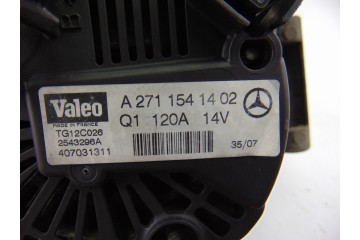 Valeo
MADE IN FRANCE
TG12C026
2543296A
407031311
A 271 154 14 02
Q1 120A 14V
35/07